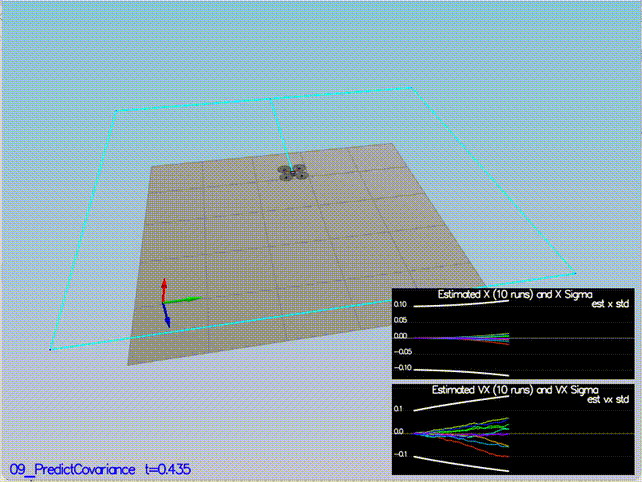 Estimated X (10 runs) and X Sigma
est x std
0.10
0.05
0.00
-0.05
-0.10
Estimated VX (10 runs) and VX Sigma
est vx std
0.1
0.0
-0.1
09_PredictCovariance t=0.435